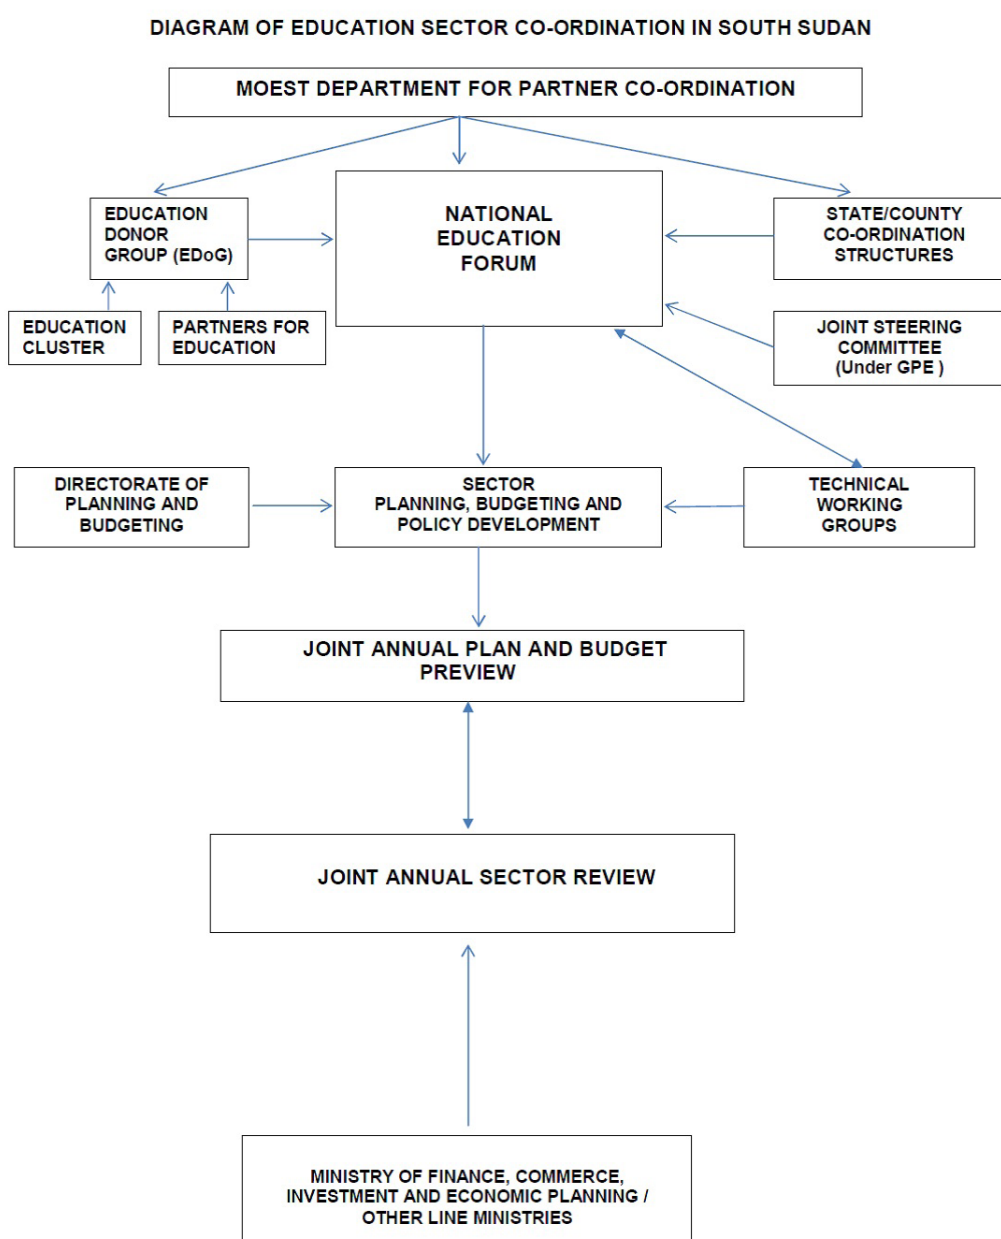 DIAGRAM OF EDUCATION SECTOR CO-ORDINATION IN SOUTH SUDAN
MOEST DEPARTMENT FOR PARTNER CO-ORDINATION
EDUCATION
DONOR
GROUP (EDoG)
NATIONAL
EDUCATION
FORUM
STATE/COUNTY
CO-ORDINATION
STRUCTURES
EDUCATION
CLUSTER
PARTNERS FOR
EDUCATION
JOINT STEERING
COMMITTEE
(Under GPE )
DIRECTORATE OF
PLANNING AND
BUDGETING
SECTOR
PLANNING, BUDGETING AND
POLICY DEVELOPMENT
TECHNICAL
WORKING
GROUPS
JOINT ANNUAL PLAN AND BUDGET
PREVIEW
JOINT ANNUAL SECTOR REVIEW
MINISTRY OF FINANCE, COMMERCE,
INVESTMENT AND ECONOMIC PLANNING /
OTHER LINE MINISTRIES